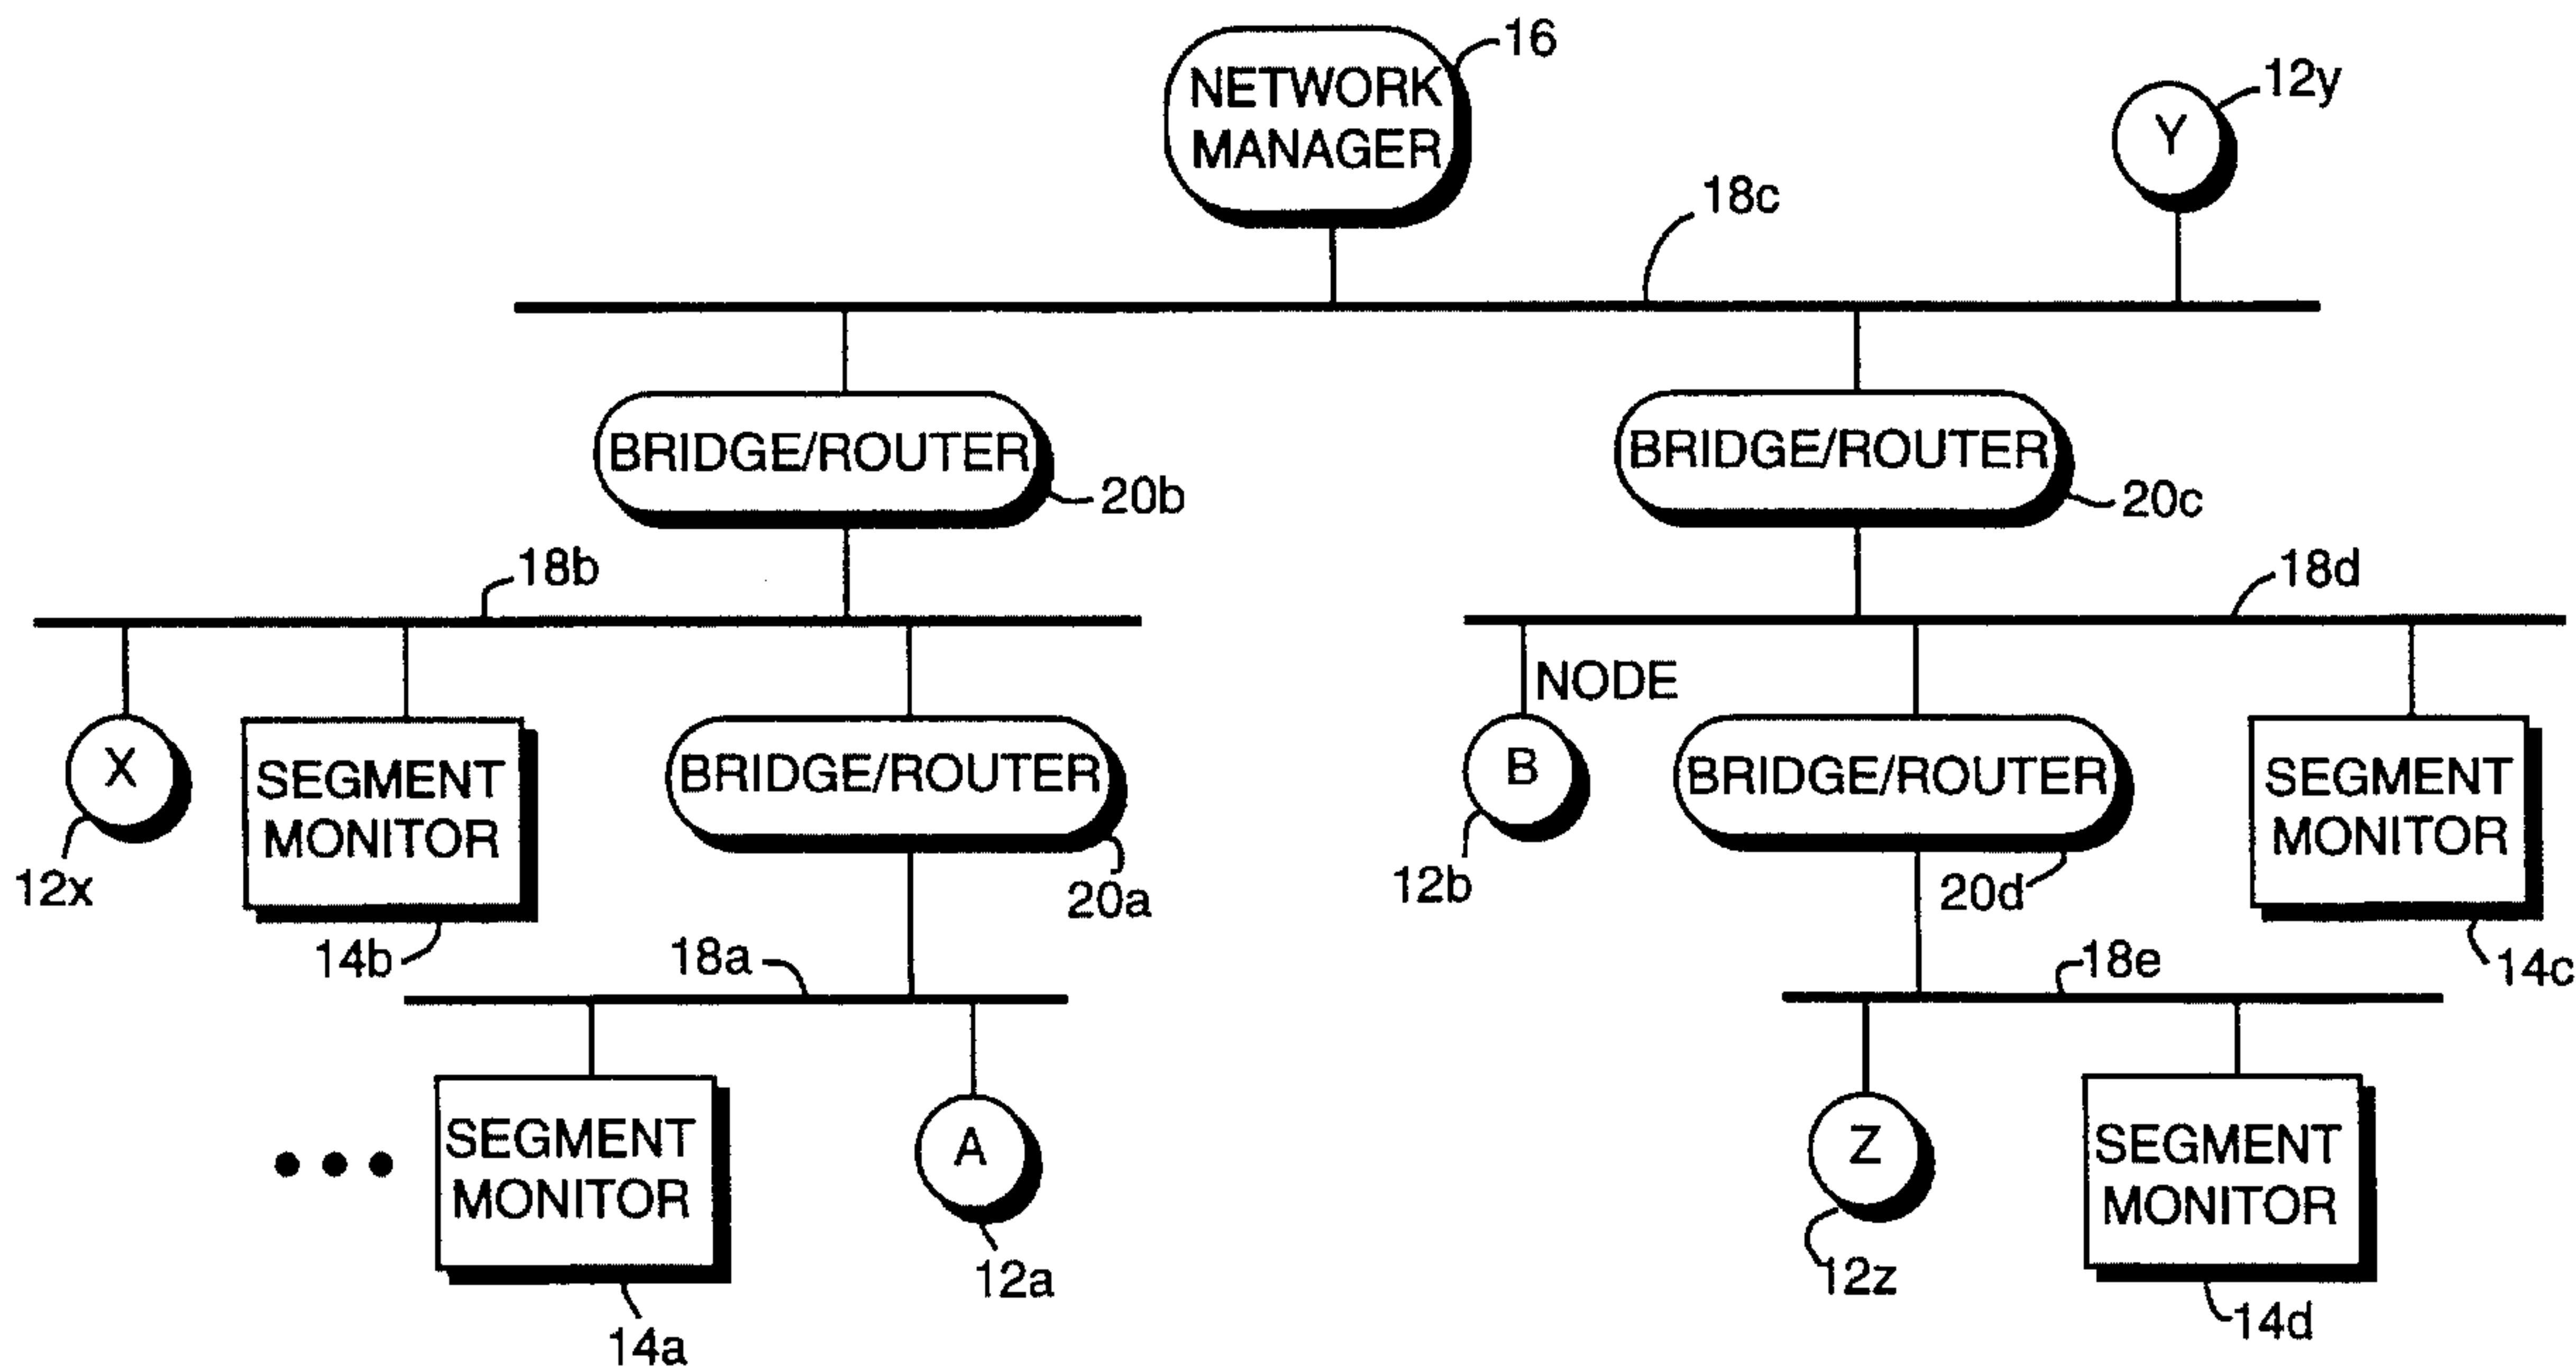 NETWORK
MANAGER
16
Y
12y
18c
BRIDGE/ROUTER
20b
BRIDGE/ROUTER
20c
18b
18d
X
12x
SEGMENT
MONITOR
14b
BRIDGE/ROUTER
20a
NODE
B
12b
BRIDGE/ROUTER
20d
SEGMENT
MONITOR
14c
18a
18e
SEGMENT
MONITOR
14a
A
12a
Z
12z
SEGMENT
MONITOR
14d